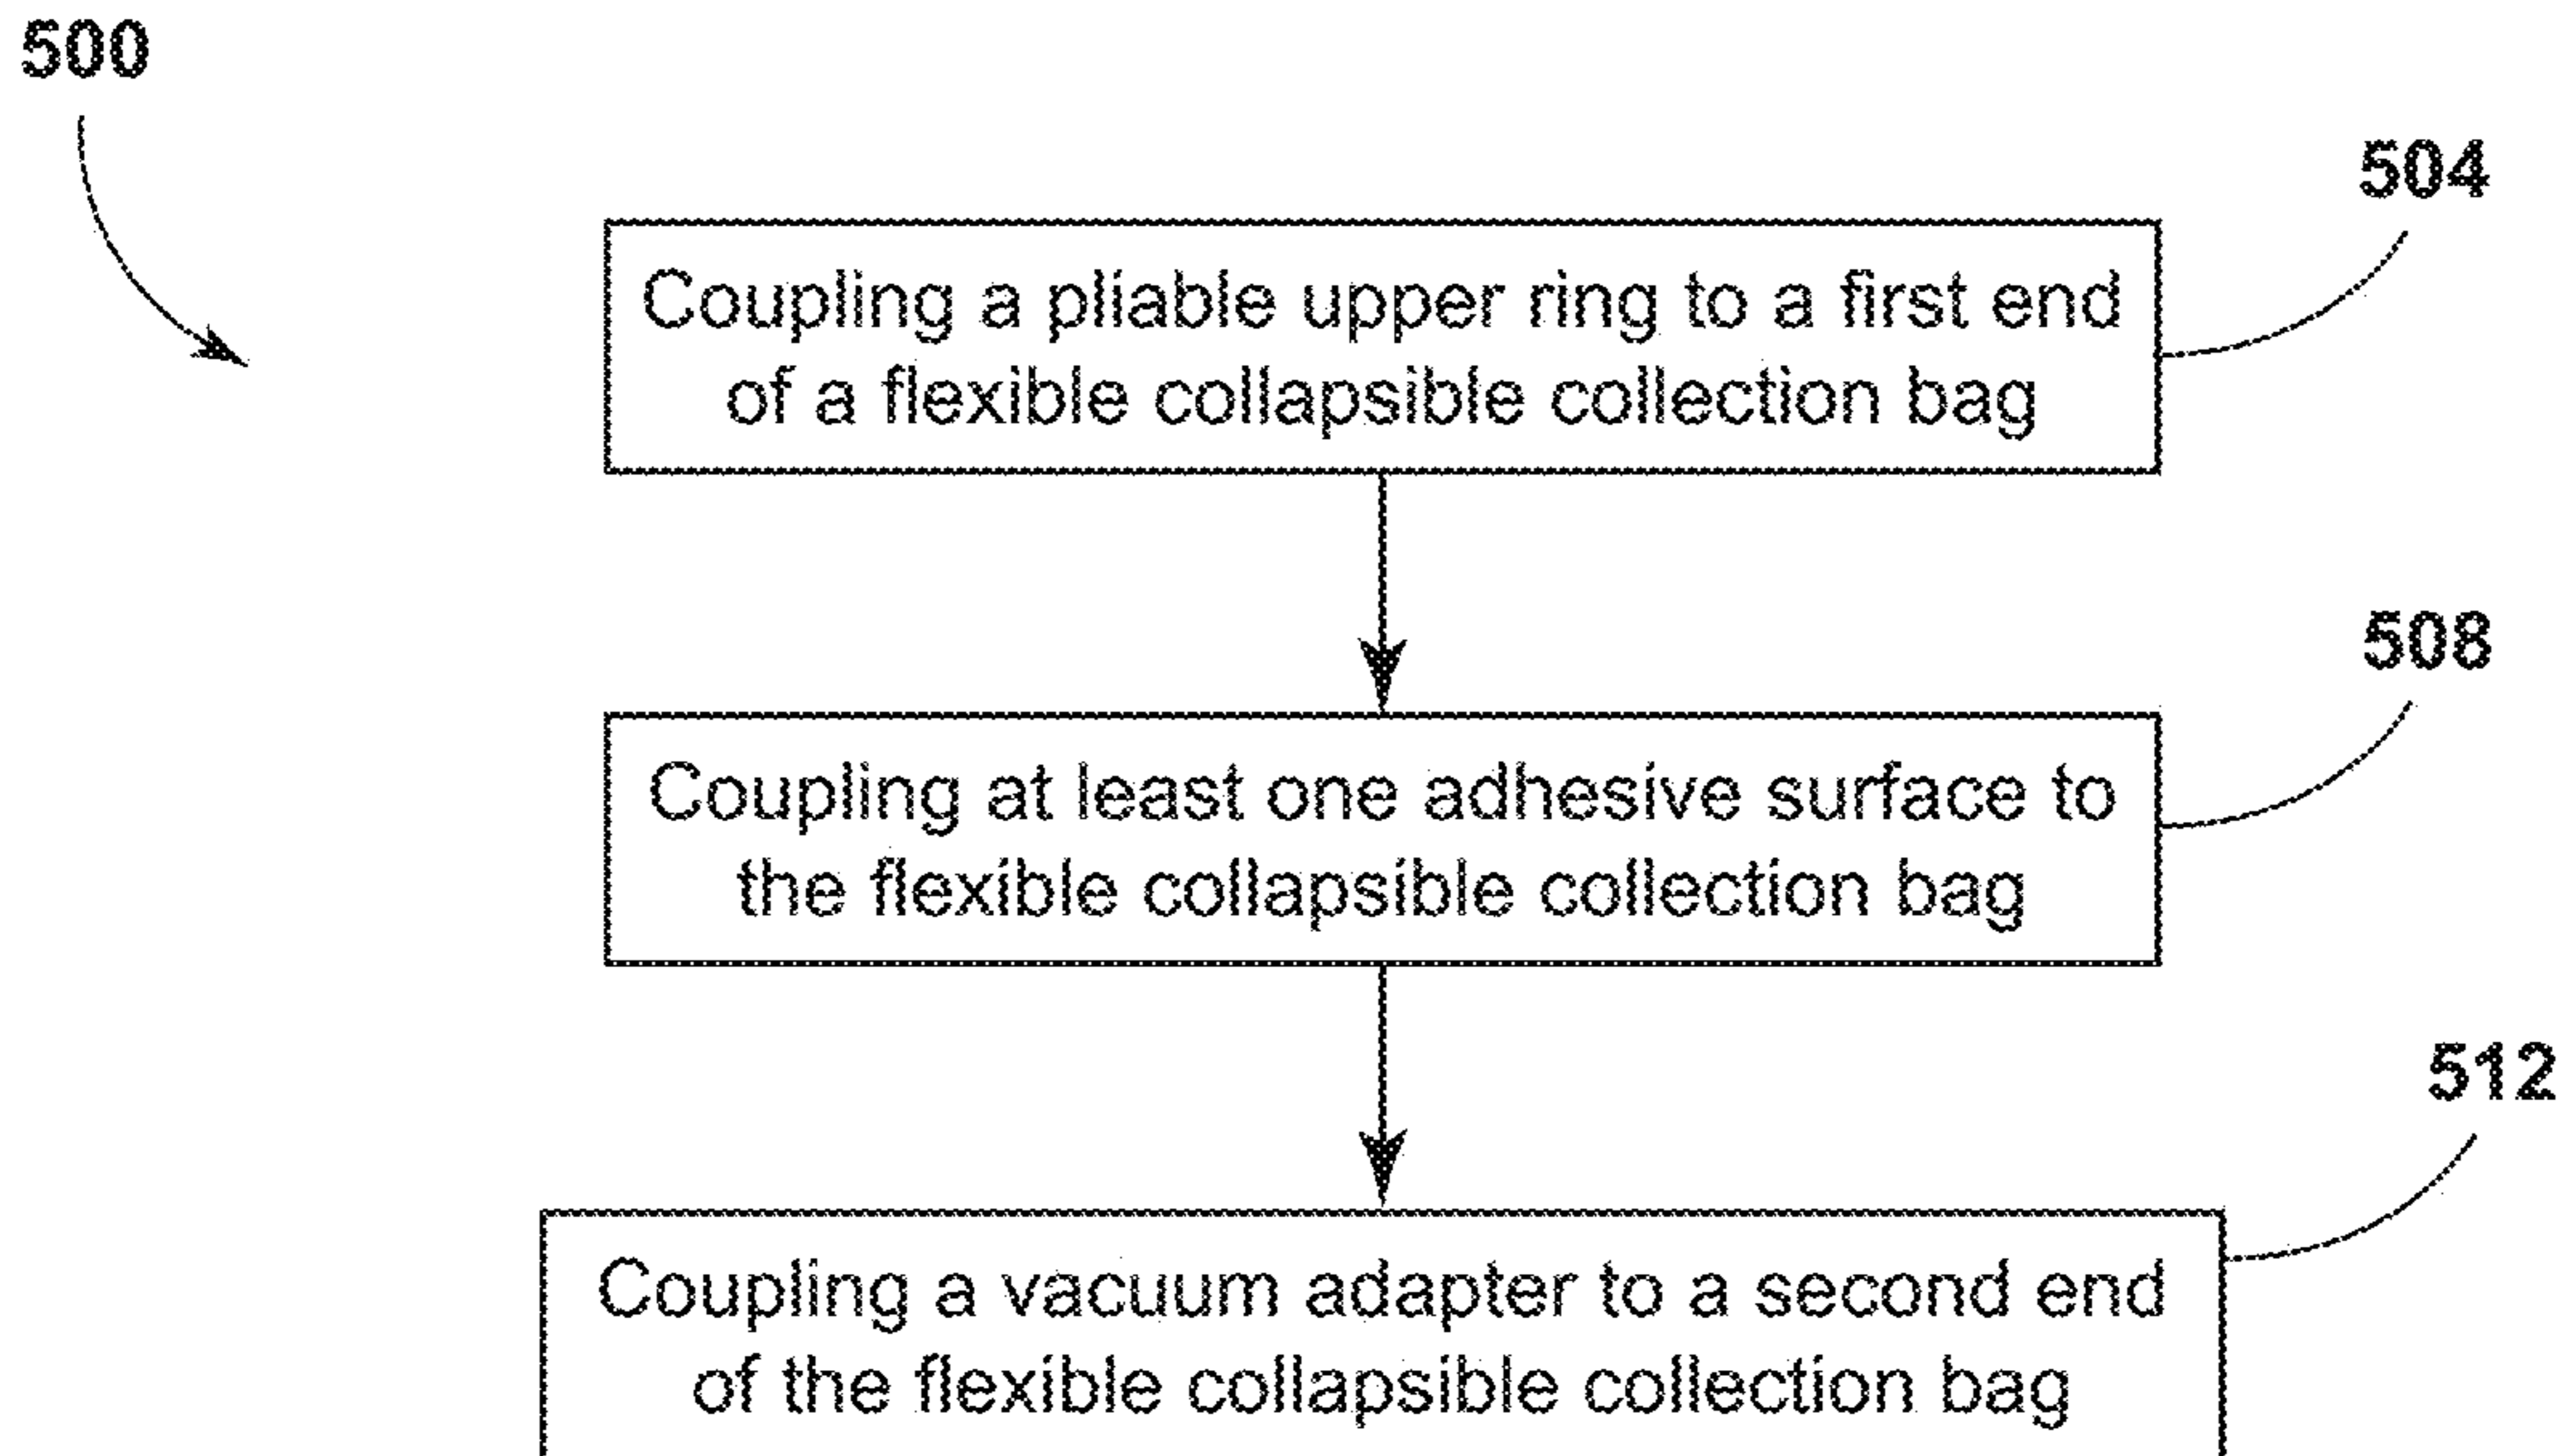 500
504
Coupling a pliable upper ring to a first end
of a flexible collapsible collection bag
508
Coupling at least one adhesive surface to
the flexible collapsible collection bag
512
Coupling a vacuum adapter to a second end
of the flexible collapsible collection bag